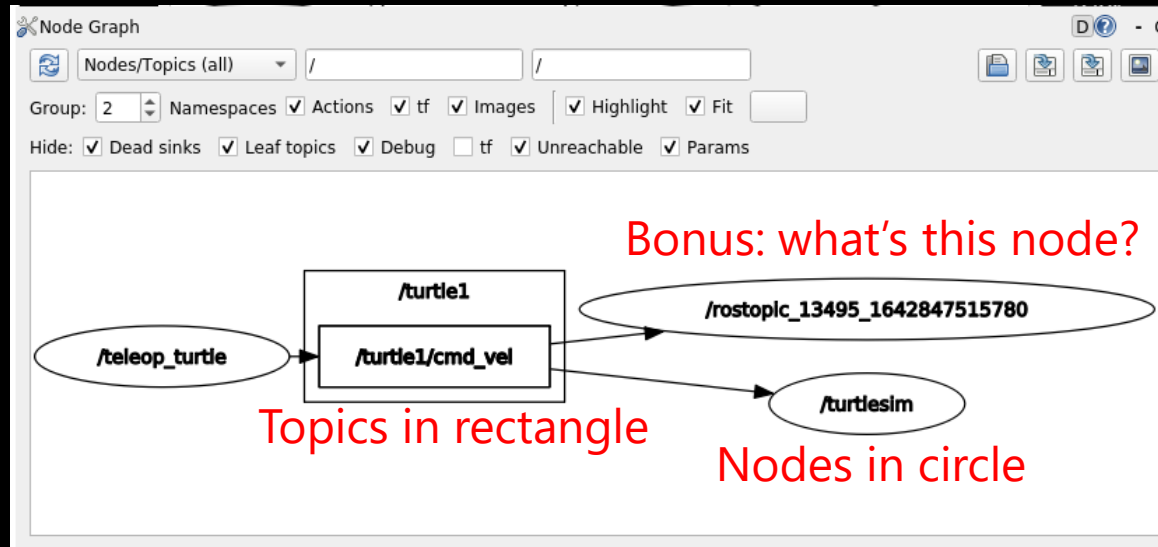 Node Graph D ? -
Nodes/Topics (all) / /
Group: 2 Namespaces Actions tf Images Highlight Fit
Hide: Dead sinks Leaf topics Debug tf Unreachable Params
Bonus: what's this node?
/turtle1
/rostopic_13495_1642847515780
/teleop_turtle
/turtle1/cmd_vel
/turtlesim
Topics in rectangle
Nodes in circle